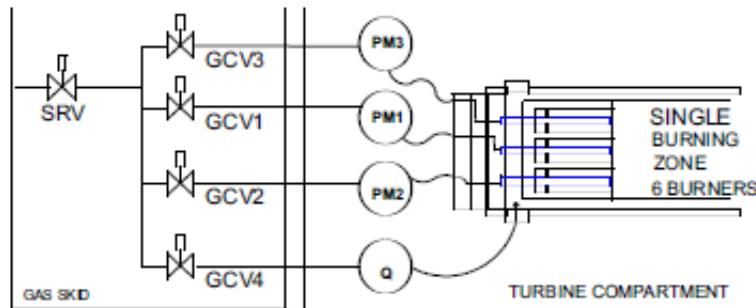 PM3
GCV3
SRV
GCV1
PM1
SINGLE
BURNING
ZONE
6 BURNERS
GCV2
PM2
GCV4
Q
GAS SKID
TURBINE COMPARTMENT